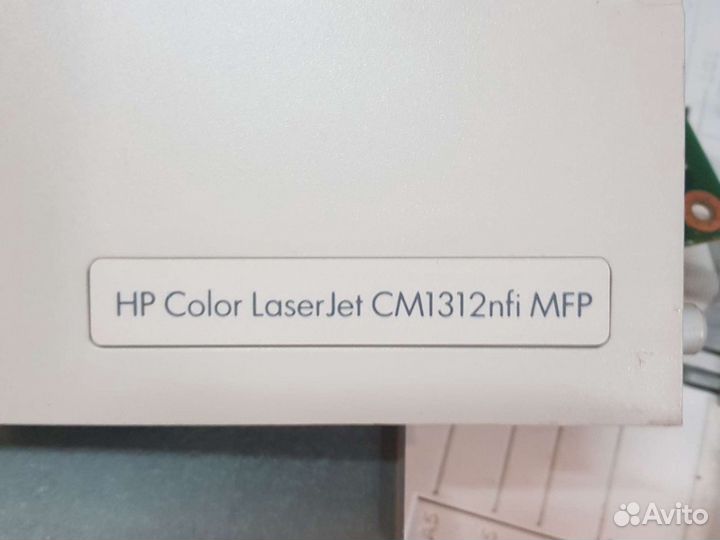 HP Color LaserJet CM1312nfi MFP
Avito